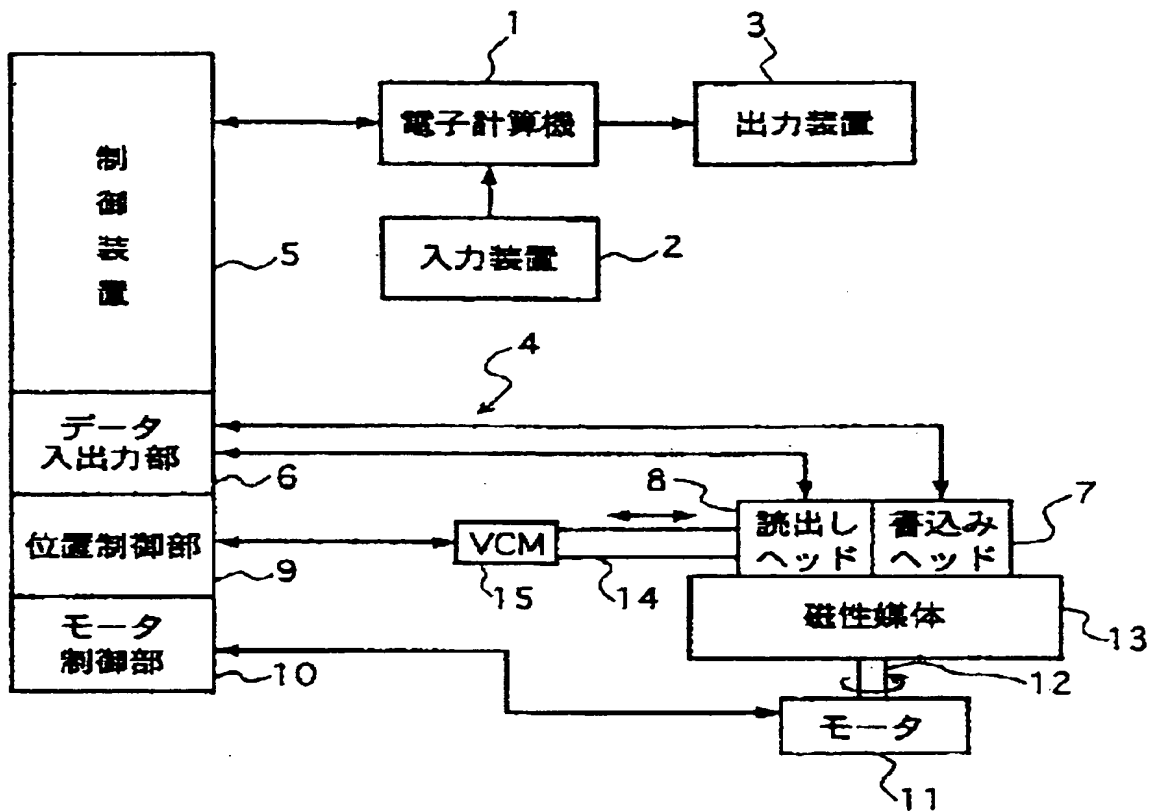 1
3
電子計算機
出力装置
制
御
装
置
5
入力装置
2
4
データ
入出力部
6
8
7
読出し
ヘッド
書込み
ヘッド
位置制御部
9
VCM
15
14
磁性媒体
13
モータ
制御部
10
12
モータ
11